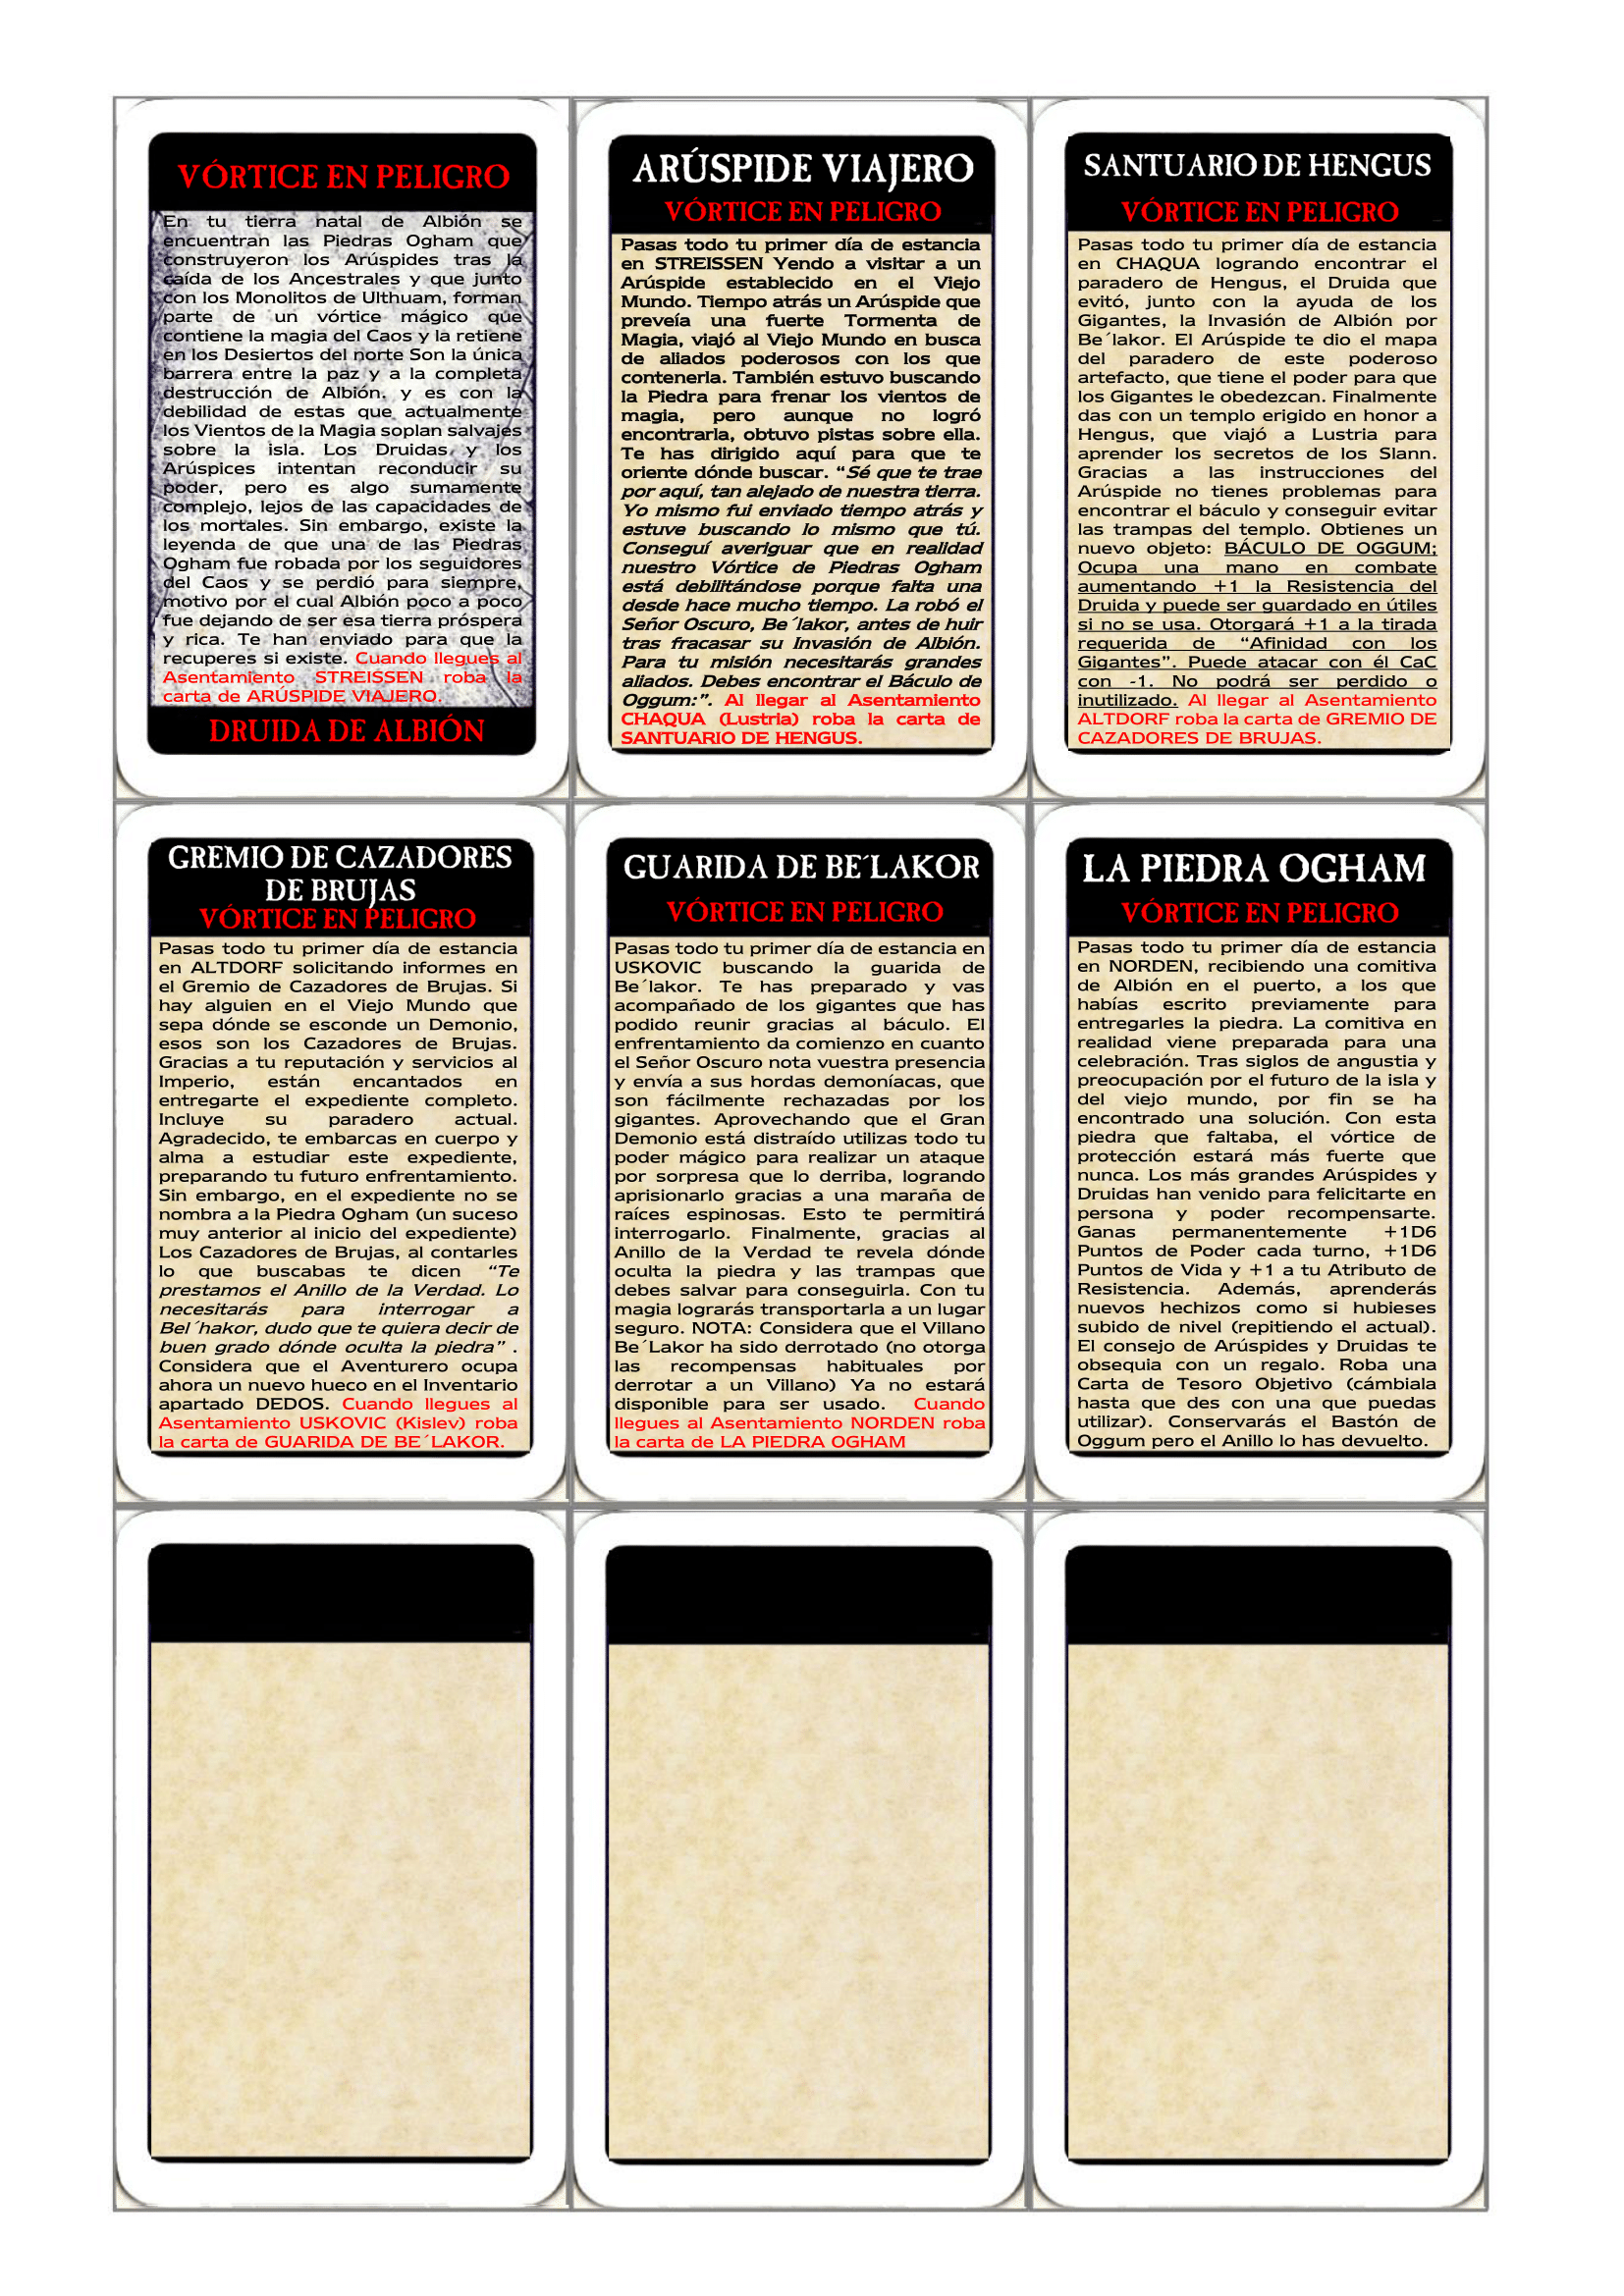 VÓRTICE EN PELIGRO
En tu tierra natal de Albión se
encuentran las Piedras Ogham que
construyeron los Arúspides tras la
caída de los Ancestrales y que junto
con los Monolitos de Ulthuam, forman
parte de un vórtice mágico que
contiene la magia del Caos y la retiene
en los Desiertos del norte Son la única
barrera entre la paz y a la completa
destrucción de Albión. y es con la
debilidad de estas que actualmente
los Vientos de la Magia soplan salvajes
sobre la isla. Los Druidas y los
Arúspices intentan reconducir su
poder, pero es algo sumamente
complejo, lejos de las capacidades de
los mortales. Sin embargo, existe la
leyenda de que una de las Piedras
Ogham fue robada por los seguidores
del Caos y se perdió para siempre,
motivo por el cual Albión poco a poco
fue dejando de ser esa tierra próspera
y rica. Te han enviado para que la
recuperes si existe. Cuando llegues al
Asentamiento STREISSEN roba la
carta de ARÚSPIDE VIAJERO.
DRUIDA DE ALBIÓN
ARÚSPIDE VIAJERO
VÓRTICE EN PELIGRO
Pasas todo tu primer día de estancia
en STREISSEN Yendo a visitar a un
Arúspide establecido en el Viejo
Mundo. Tiempo atrás un Arúspide que
preveía una fuerte Tormenta de
Magia, viajó al Viejo Mundo en busca
de aliados poderosos con los que
contenerla. También estuvo buscando
la Piedra para frenar los vientos de
magia, pero aunque no logró
encontrarla, obtuvo pistas sobre ella.
Te has dirigido aquí para que te
oriente dónde buscar. “Sé que te trae
por aquí, tan alejado de nuestra tierra.
Yo mismo fui enviado tiempo atrás y
estuve buscando lo mismo que tú.
Conseguí averiguar que en realidad
nuestro Vórtice de Piedras Ogham
está debilitándose porque falta una
desde hace mucho tiempo. La robó el
Señor Oscuro, Be´lakor, antes de huir
tras fracasar su Invasión de Albión.
Para tu misión necesitarás grandes
aliados. Debes encontrar el Báculo de
Oggum:”. Al llegar al Asentamiento
CHAQUA (Lustria) roba la carta de
SANTUARIO DE HENGUS.
SANTUARIO DE HENGUS
VÓRTICE EN PELIGRO
Pasas todo tu primer día de estancia
en CHAQUA logrando encontrar el
paradero de Hengus, el Druida que
evitó, junto con la ayuda de los
Gigantes, la Invasión de Albión por
Be´lakor. El Arúspide te dio el mapa
del paradero de este poderoso
artefacto, que tiene el poder para que
los Gigantes le obedezcan. Finalmente
das con un templo erigido en honor a
Hengus, que viajó a Lustria para
aprender los secretos de los Slann.
Gracias a las instrucciones del
Arúspide no tienes problemas para
encontrar el báculo y conseguir evitar
las trampas del templo. Obtienes un
nuevo objeto: BÁCULO DE OGGUM;
Ocupa una mano en combate
aumentando +1 la Resistencia del
Druida y puede ser guardado en útiles
si no se usa. Otorgará +1 a la tirada
requerida de “Afinidad con los
Gigantes”. Puede atacar con él CaC
con -1. No podrá ser perdido o
inutilizado. Al llegar al Asentamiento
ALTDORF roba la carta de GREMIO DE
CAZADORES DE BRUJAS.
GREMIO DE CAZADORES
DE BRUJAS
VÓRTICE EN PELIGRO
Pasas todo tu primer día de estancia
en ALTDORF solicitando informes en
el Gremio de Cazadores de Brujas. Si
hay alguien en el Viejo Mundo que
sepa dónde se esconde un Demonio,
esos son los Cazadores de Brujas.
Gracias a tu reputación y servicios al
Imperio, están encantados en
entregarte el expediente completo.
Incluye su paradero actual.
Agradecido, te embarcas en cuerpo y
alma a estudiar este expediente,
preparando tu futuro enfrentamiento.
Sin embargo, en el expediente no se
nombra a la Piedra Ogham (un suceso
muy anterior al inicio del expediente)
Los Cazadores de Brujas, al contarles
lo que buscabas te dicen “Te
prestamos el Anillo de la Verdad. Lo
necesitarás para interrogar a
Bel´hakor, dudo que te quiera decir de
buen grado dónde oculta la piedra” .
Considera que el Aventurero ocupa
ahora un nuevo hueco en el Inventario
apartado DEDOS. Cuando llegues al
Asentamiento USKOVIC (Kislev) roba
la carta de GUARIDA DE BE´LAKOR.
GUARIDA DE BE´LAKOR
VÓRTICE EN PELIGRO
Pasas todo tu primer día de estancia en
USKOVIC buscando la guarida de
Be´lakor. Te has preparado y vas
acompañado de los gigantes que has
podido reunir gracias al báculo. El
enfrentamiento da comienzo en cuanto
el Señor Oscuro nota vuestra presencia
y envía a sus hordas demoníacas, que
son fácilmente rechazadas por los
gigantes. Aprovechando que el Gran
Demonio está distraído utilizas todo tu
poder mágico para realizar un ataque
por sorpresa que lo derriba, logrando
aprisionarlo gracias a una maraña de
raíces espinosas. Esto te permitirá
interrogarlo. Finalmente, gracias al
Anillo de la Verdad te revela dónde
oculta la piedra y las trampas que
debes salvar para conseguirla. Con tu
magia lograrás transportarla a un lugar
seguro. NOTA: Considera que el Villano
Be´Lakor ha sido derrotado (no otorga
las recompensas habituales por
derrotar a un Villano) Ya no estará
disponible para ser usado. Cuando
llegues al Asentamiento NORDEN roba
la carta de LA PIEDRA OGHAM
LA PIEDRA OGHAM
VÓRTICE EN PELIGRO
Pasas todo tu primer día de estancia
en NORDEN, recibiendo una comitiva
de Albión en el puerto, a los que
habías escrito previamente para
entregarles la piedra. La comitiva en
realidad viene preparada para una
celebración. Tras siglos de angustia y
preocupación por el futuro de la isla y
del viejo mundo, por fin se ha
encontrado una solución. Con esta
piedra que faltaba, el vórtice de
protección estará más fuerte que
nunca. Los más grandes Arúspides y
Druidas han venido para felicitarte en
persona y poder recompensarte.
Ganas permanentemente +1D6
Puntos de Poder cada turno, +1D6
Puntos de Vida y +1 a tu Atributo de
Resistencia. Además, aprenderás
nuevos hechizos como si hubieses
subido de nivel (repitiendo el actual).
El consejo de Arúspides y Druidas te
obsequia con un regalo. Roba una
Carta de Tesoro Objetivo (cámbiala
hasta que des con una que puedas
utilizar). Conservarás el Bastón de
Oggum pero el Anillo lo has devuelto.